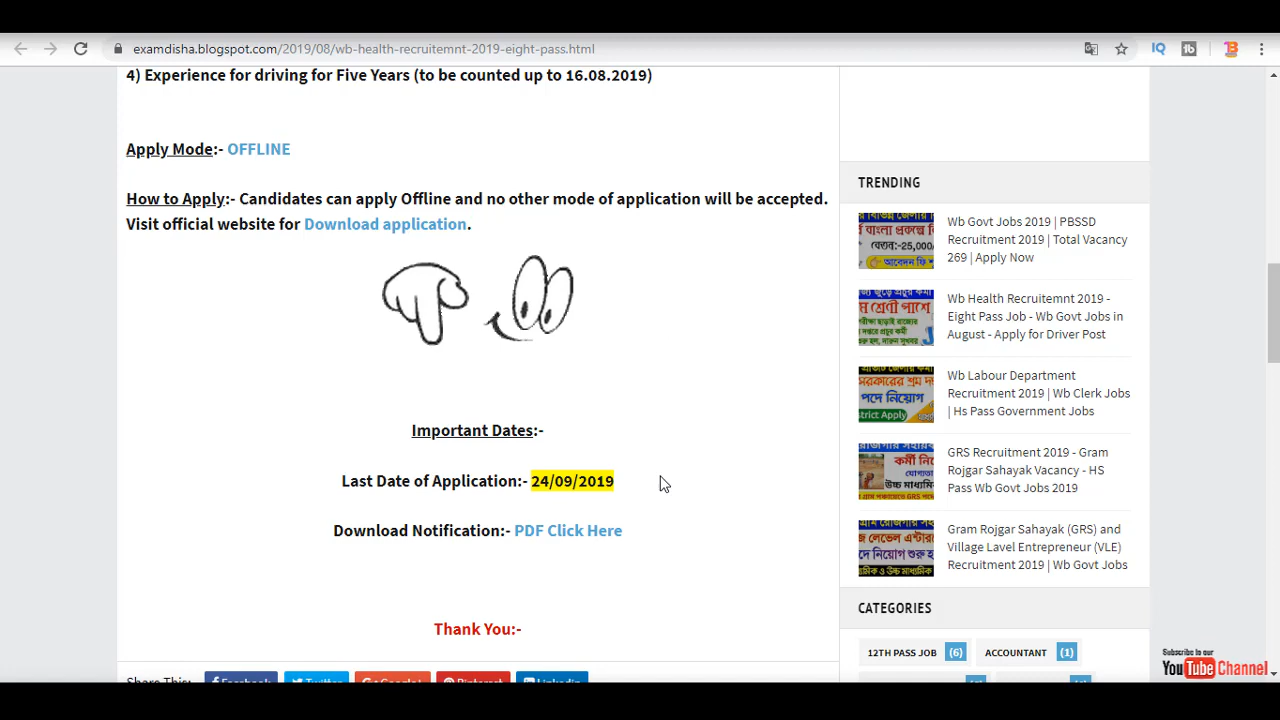 examdisha.blogspot.com/2019/08/wb-health-recruitemnt-2019-eight-pass.html
4) Experience for driving for Five Years (to be counted up to 16.08.2019)
Apply Mode:- OFFLINE
How to Apply:- Candidates can apply Offline and no other mode of application will be accepted.
Visit official website for Download application.
Important Dates:-
Last Date of Application:- 24/09/2019
Download Notification:- PDF Click Here
Thank You:-
Share This: Facebook Twitter Google+ Pinterest Linkedin
TRENDING
Wb Govt Jobs 2019 | PBSSD
Recruitment 2019 | Total Vacancy
269 | Apply Now
Wb Health Recruitemnt 2019 -
Eight Pass Job - Wb Govt Jobs in
August - Apply for Driver Post
Wb Labour Department
Recruitment 2019 | Wb Clerk Jobs
| Hs Pass Government Jobs
GRS Recruitment 2019 - Gram
Rojgar Sahayak Vacancy - HS
Pass Wb Govt Jobs 2019
Gram Rojgar Sahayak (GRS) and
Village Lavel Entrepreneur (VLE)
Recruitment 2019 | Wb Govt Jobs
CATEGORIES
12TH PASS JOB (6) ACCOUNTANT (1)
Subscribe to our
YouTube Channel